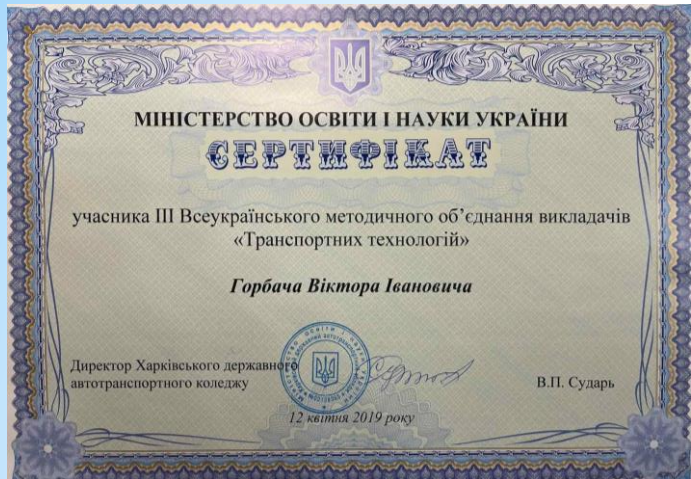 МІНІСТЕРСТВО ОСВІТИ І НАУКИ УКРАЇНИ
СЕРТИФІКАТ
учасника ІІІ Всеукраїнського методичного об’єднання викладачів
«Транспортних технологій»
Горбача Віктора Івановича
Директор Харківського державного
автотранспортного коледжу
В.П. Сударь
12 квітня 2019 року